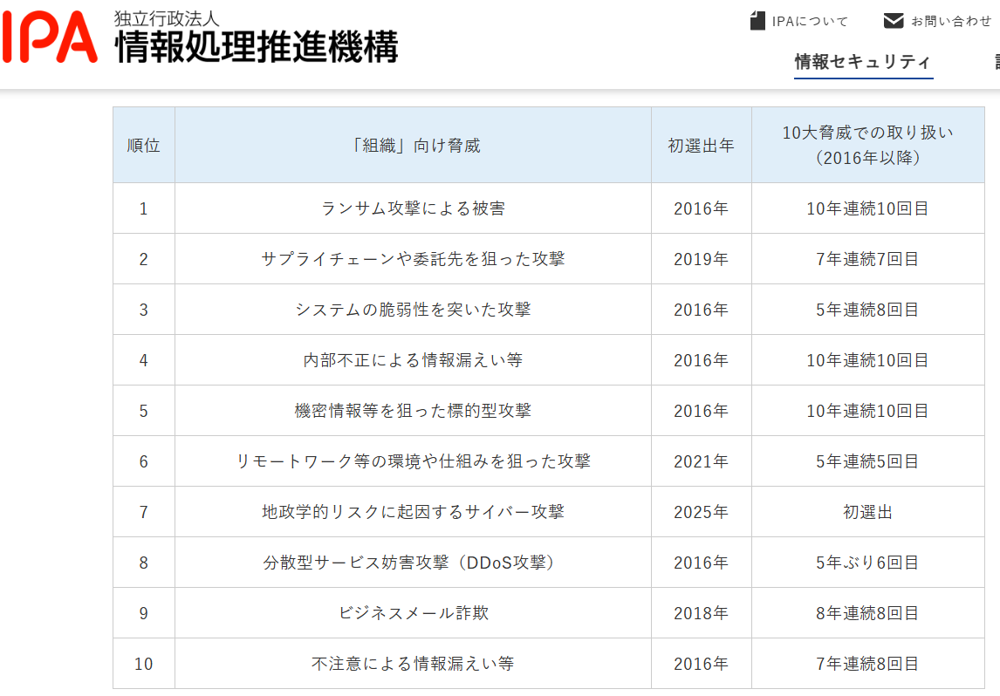 IPA
独立行政法人
情報処理推進機構
IPAについて
お問い合わせ
情報セキュリティ
順位 「組織」向け脅威 初選出年 10大脅威での取り扱い
（2016年以降）
1 ランサム攻撃による被害 2016年 10年連続10回目
2 サプライチェーンや委託先を狙った攻撃 2019年 7年連続7回目
3 システムの脆弱性を突いた攻撃 2016年 5年連続8回目
4 内部不正による情報漏えい等 2016年 10年連続10回目
5 機密情報等を狙った標的型攻撃 2016年 10年連続10回目
6 リモートワーク等の環境や仕組みを狙った攻撃 2021年 5年連続5回目
7 地政学的リスクに起因するサイバー攻撃 2025年 初選出
8 分散型サービス妨害攻撃（DDoS攻撃） 2016年 5年ぶり6回目
9 ビジネスメール詐欺 2018年 8年連続8回目
10 不注意による情報漏えい等 2016年 7年連続8回目